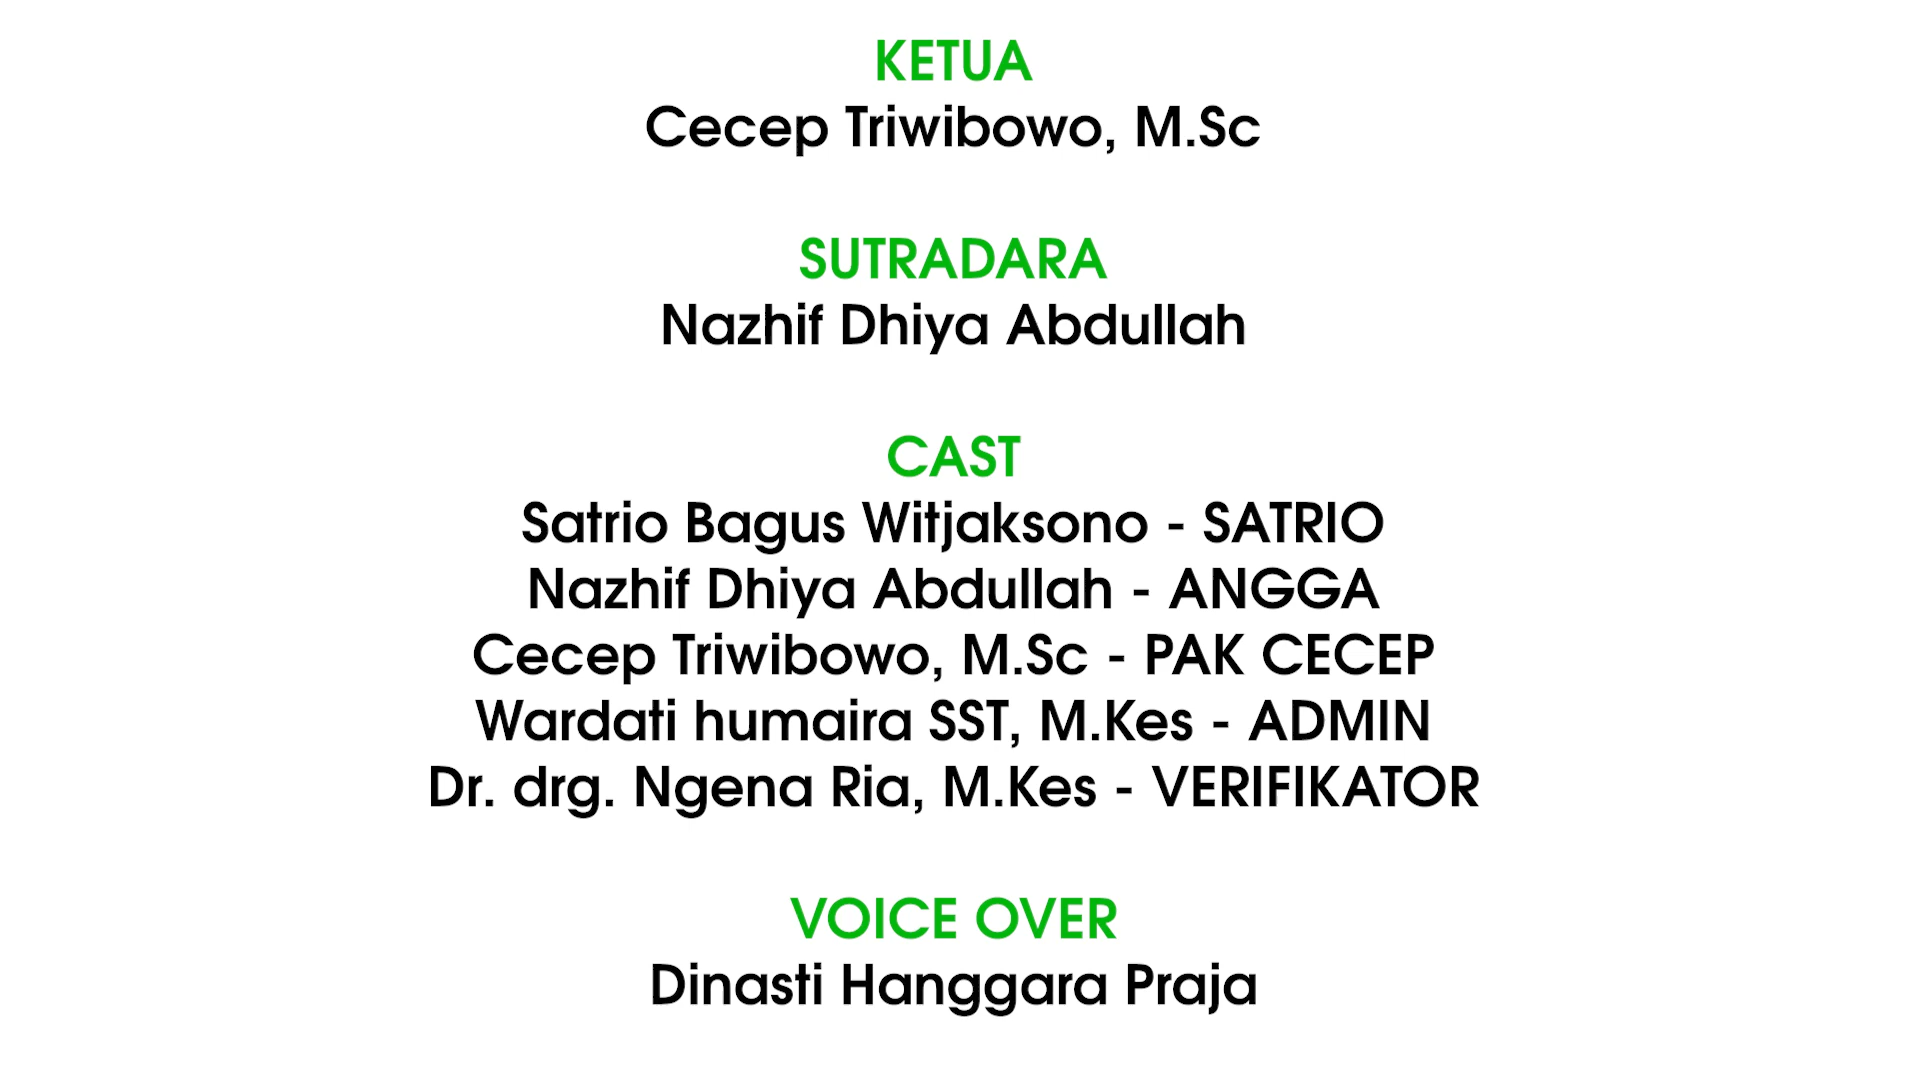 KETUA
Cecep Triwibowo, M.Sc
SUTRADARA
Nazhif Dhiya Abdullah
CAST
Satrio Bagus Witjaksono - SATRIO
Nazhif Dhiya Abdullah - ANGGA
Cecep Triwibowo, M.Sc - PAK CECEP
Wardati humaira SST, M.Kes - ADMIN
Dr. drg. Ngena Ria, M.Kes - VERIFIKATOR
VOICE OVER
Dinasti Hanggara Praja